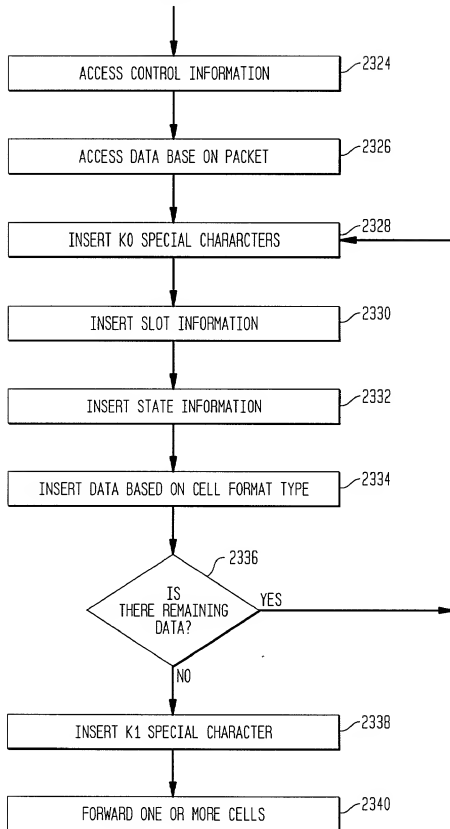 ACCESS CONTROL INFORMATION
2324
ACCESS DATA BASE ON PACKET
2326
INSERT K0 SPECIAL CHARARCTERS
2328
INSERT SLOT INFORMATION
2330
INSERT STATE INFORMATION
2332
INSERT DATA BASED ON CELL FORMAT TYPE
2334
2336
IS
THERE REMAINING
DATA?
YES
NO
INSERT K1 SPECIAL CHARACTER
2338
FORWARD ONE OR MORE CELLS
2340